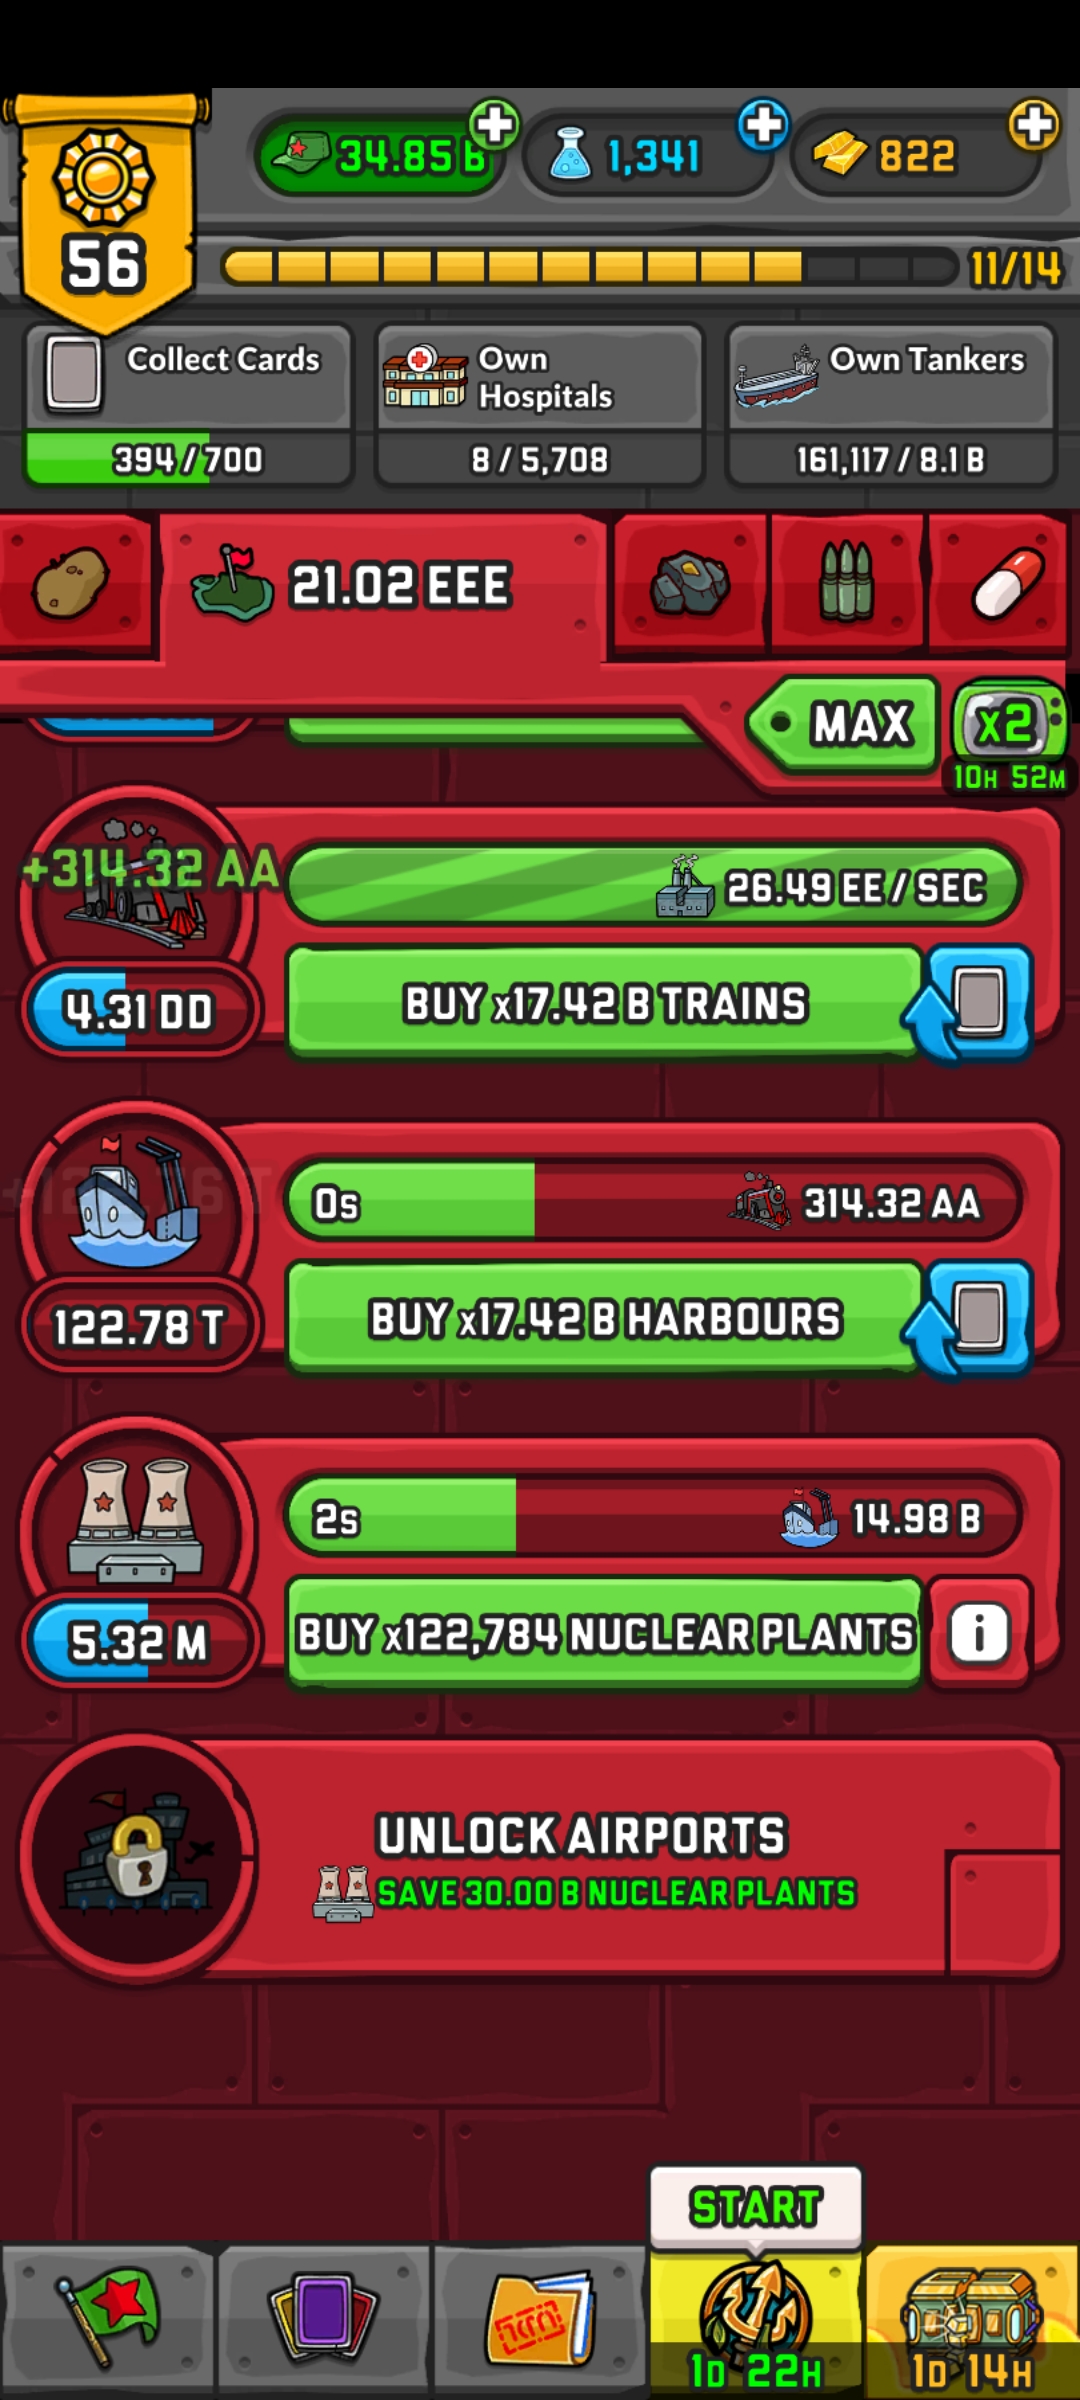 34.85 B
1,341
822
56
11/14
Collect Cards
394/700
Own
Hospitals
8/5,708
Own Tankers
161,117/8.1 B
21.02 EEE
MAX
x2
10H 52M
+314.32 AA
26.49 EE/SEC
4.31 DD
BUY x17.42 B TRAINS
0s
314.32 AA
122.78 T
BUY x17.42 B HARBOURS
2s
14.98 B
5.32 M
BUY x122,784 NUCLEAR PLANTS
i
UNLOCK AIRPORTS
SAVE 30.00 B NUCLEAR PLANTS
START
1D 22H
1D 14H